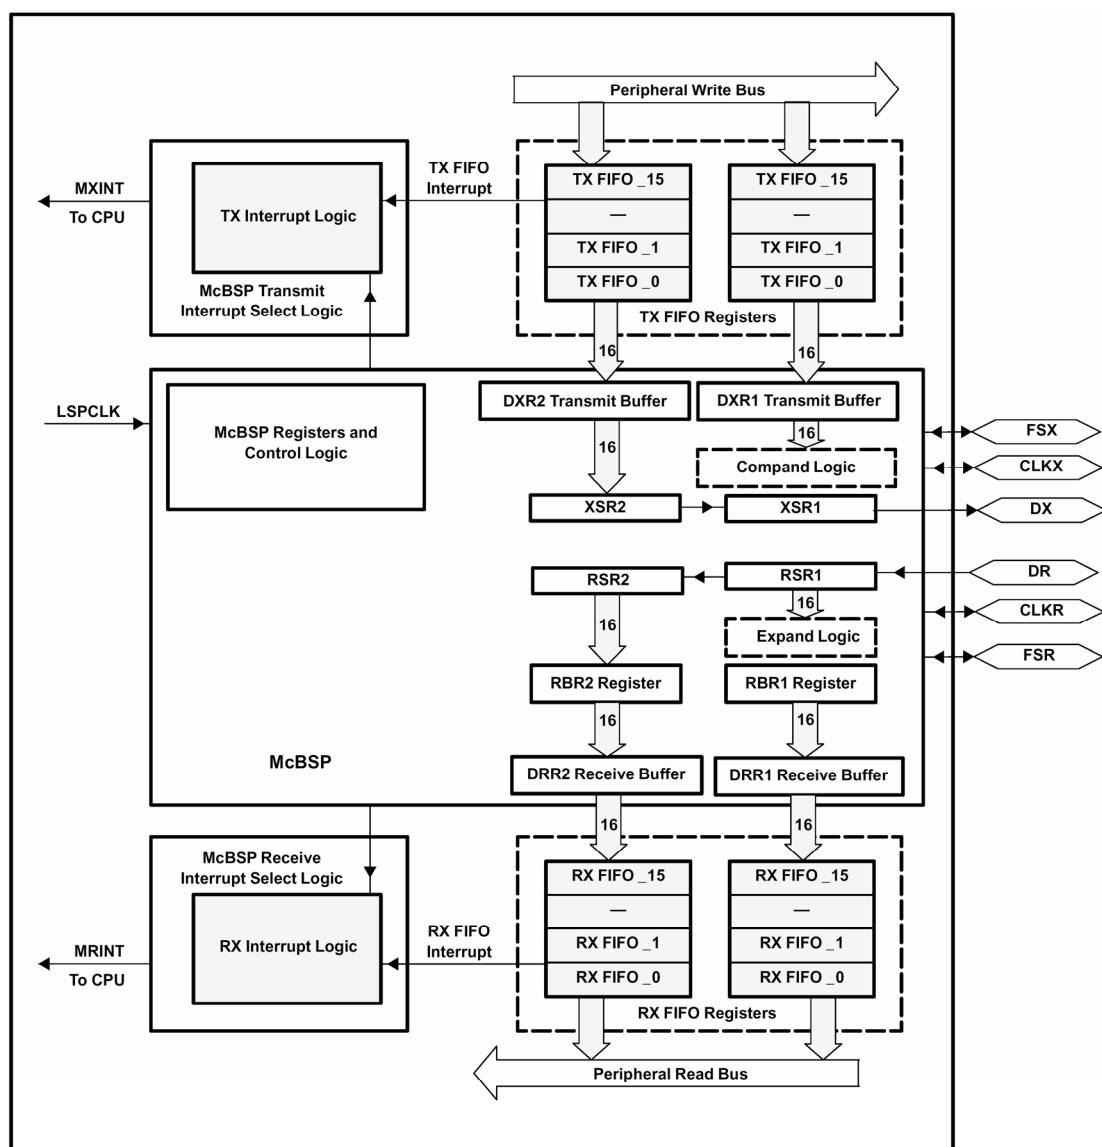 Peripheral Write Bus
MXINT
To CPU
TX Interrupt Logic
McBSP Transmit
Interrupt Select Logic
TX FIFO
Interrupt
TX FIFO _15
—
TX FIFO _1
TX FIFO _0
TX FIFO _15
—
TX FIFO _1
TX FIFO _0
TX FIFO Registers
16
16
LSPCLK
McBSP Registers and
Control Logic
DXR2 Transmit Buffer
DXR1 Transmit Buffer
16
16
Compand Logic
XSR2
XSR1
FSX
CLKX
DX
RSR2
RSR1
DR
16
16
Expand Logic
CLKR
FSR
RBR2 Register
RBR1 Register
16
16
McBSP
DRR2 Receive Buffer
DRR1 Receive Buffer
16
16
McBSP Receive
Interrupt Select Logic
RX Interrupt Logic
MRINT
To CPU
RX FIFO
Interrupt
RX FIFO _15
—
RX FIFO _1
RX FIFO _0
RX FIFO _15
—
RX FIFO _1
RX FIFO _0
RX FIFO Registers
Peripheral Read Bus